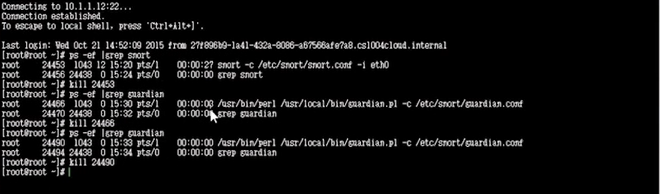 Connecting to 10.1.1.12:22...
Connection established.
To escape to local shell, press 'Ctrl+Alt+]'.
Last login: Wed Oct 21 14:52:09 2015 from 27f896b9-1a41-432a-8086-a67566afe7a8.cs1004cloud.internal
[root@root ~]# ps -ef |grep snort
root 24453 1043 12 15:20 pts/1 00:00:27 snort -c /etc/snort/snort.conf -i eth0
root 24456 24438 0 15:24 pts/0 00:00:00 grep snort
[root@root ~]# kill 24453
[root@root ~]# ps -ef |grep guardian
root 24466 1043 0 15:30 pts/1 00:00:00 /usr/bin/perl /usr/local/bin/guardian.pl -c /etc/snort/guardian.conf
root 24470 24438 0 15:32 pts/0 00:00:00 grep guardian
[root@root ~]# kill 24466
[root@root ~]# ps -ef |grep guardian
root 24490 1043 0 15:33 pts/1 00:00:00 /usr/bin/perl /usr/local/bin/guardian.pl -c /etc/snort/guardian.conf
root 24494 24438 0 15:34 pts/0 00:00:00 grep guardian
[root@root ~]# kill 24490
[root@root ~]#